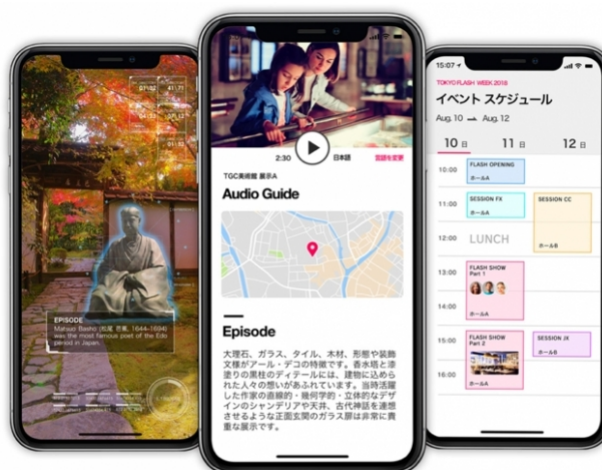 EPISODE
Matsuo Basho (松尾 芭蕉, 1644–1694)
was the most famous poet of the Edo
period in Japan.
2:30
日本語
言語を変更
TGC美術館 展示A
Audio Guide
Episode
大理石、ガラス、タイル、木材、形態や装飾
文様がアール・デコの特徴です。香水塔と漆
塗りの黒柱のディテールには、建物に込めら
れた人々の想いがあふれています。当時活躍
した作家の直線的・幾何学的・立体的なデザ
インのシャンデリアや天井、古代神話を連想
させるような正面玄関のガラス扉は非常に貴
重な展示です。
15:07
TOKYO FLASH WEEK 2018
イベント スケジュール
Aug. 10 Aug. 12
10 日 11 日 12 日
10:00
FLASH OPENING
ホールA
11:00
SESSION FX
ホールA
SESSION CC
ホールB
12:00
LUNCH
13:00
FLASH SHOW
Part 1
14:00
ホールA
15:00
FLASH SHOW
Part 2
SESSION JX
ホールB
16:00
ホールA